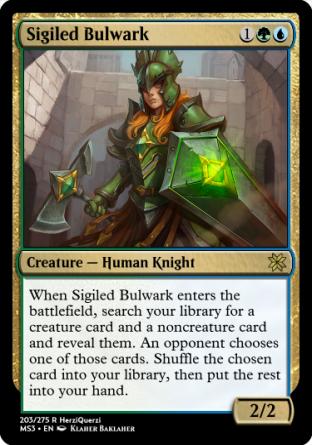 Sigiled Bulwark 1
Creature — Human Knight
When Sigiled Bulwark enters the
battlefield, search your library for a
creature card and a noncreature card
and reveal them. An opponent chooses
one of those cards. Shuffle the chosen
card into your library, then put the rest
into your hand.
2/2
203/275 R HerziQuerzi
MS3 • EN Klaher Baklaher